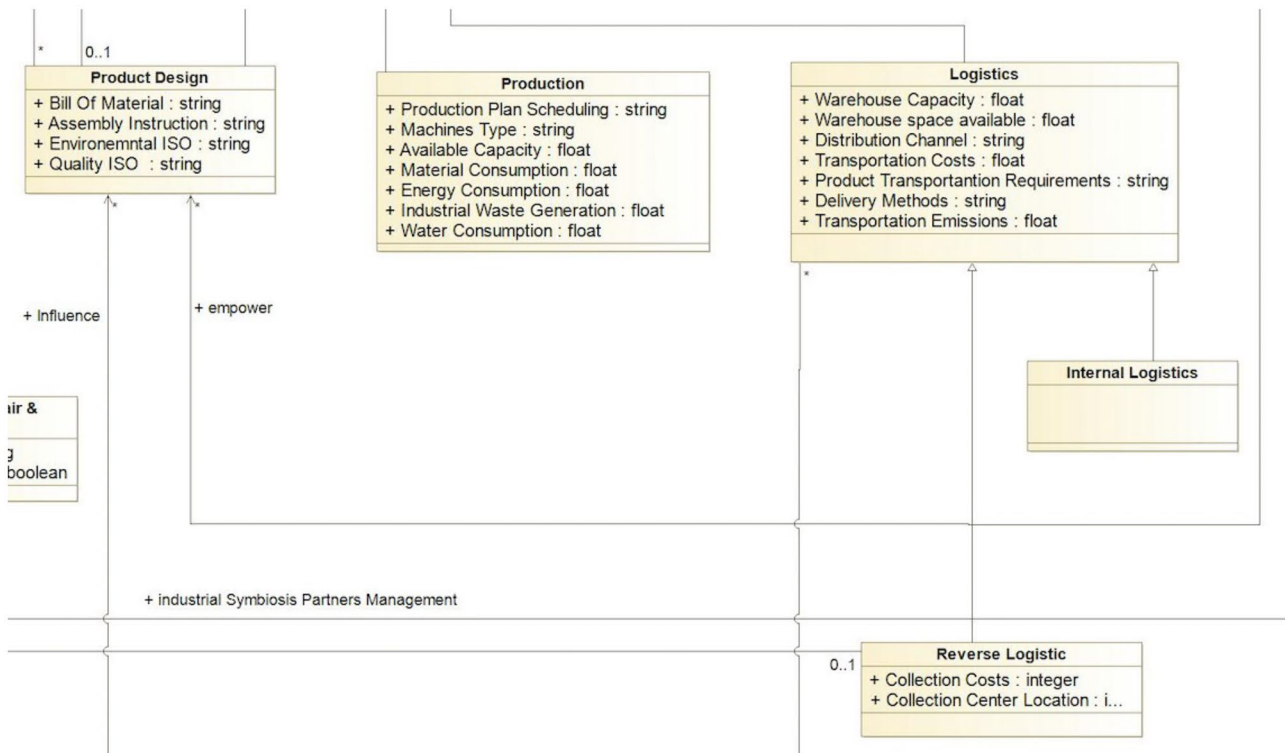 *
0..1
Product Design
+ Bill Of Material : string
+ Assembly Instruction : string
+ Environemntal ISO : string
+ Quality ISO : string
*
*
Production
+ Production Plan Scheduling : string
+ Machines Type : string
+ Available Capacity : float
+ Material Consumption : float
+ Energy Consumption : float
+ Industrial Waste Generation : float
+ Water Consumption : float
Logistics
+ Warehouse Capacity : float
+ Warehouse space available : float
+ Distribution Channel : string
+ Transportation Costs : float
+ Product Transportantion Requirements : string
+ Delivery Methods : string
+ Transportation Emissions : float
*
+ Influence
+ empower
Internal Logistics
air &
g
boolean
+ industrial Symbiosis Partners Management
0..1
Reverse Logistic
+ Collection Costs : integer
+ Collection Center Location : i...